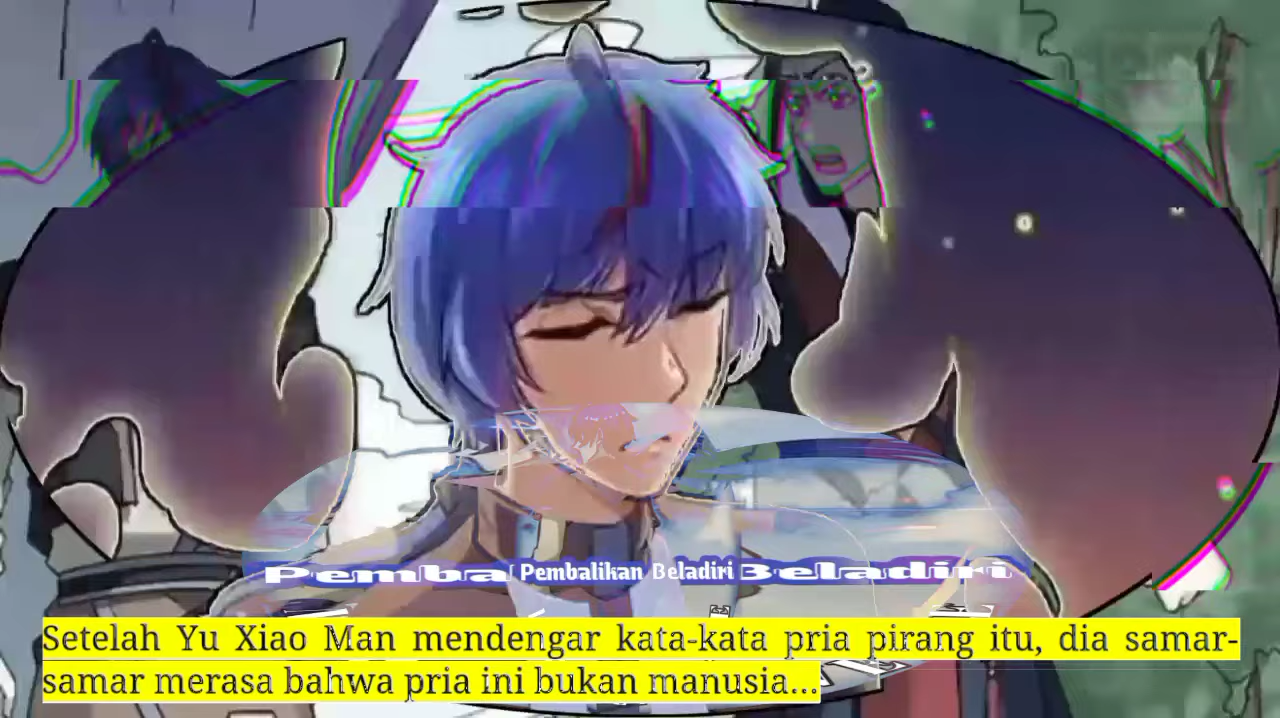 Pemba Pembalikan Beladiri Beladiri
Setelah Yu Xiao Man mendengar kata-kata pria pirang itu, dia samar-
samar merasa bahwa pria ini bukan manusia...